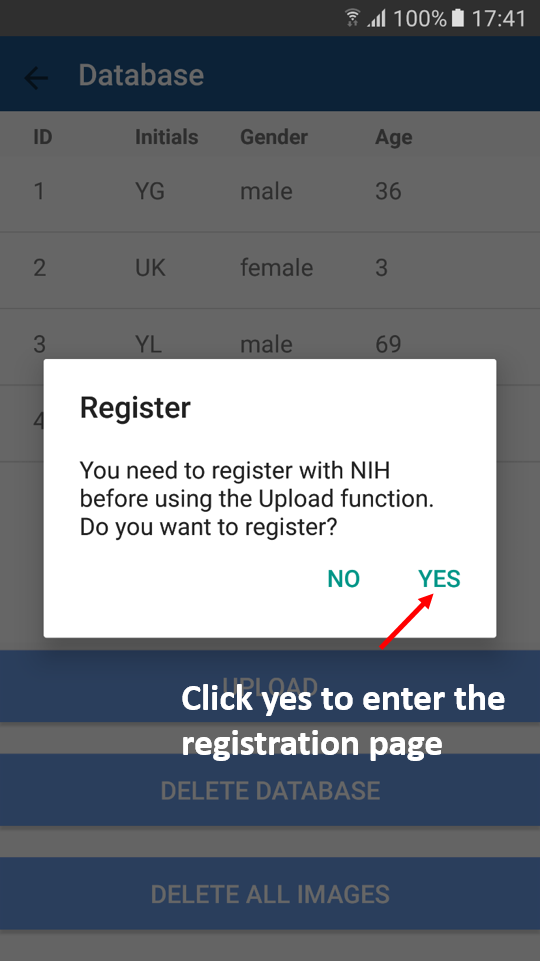 100% 17:41
Database
ID Initials Gender Age
1 YG male 36
2 UK female 3
3 YL male 69
4
Register
You need to register with NIH
before using the Upload function.
Do you want to register?
NO YES
UPLOAD
Click yes to enter the
registration page
DELETE DATABASE
DELETE ALL IMAGES